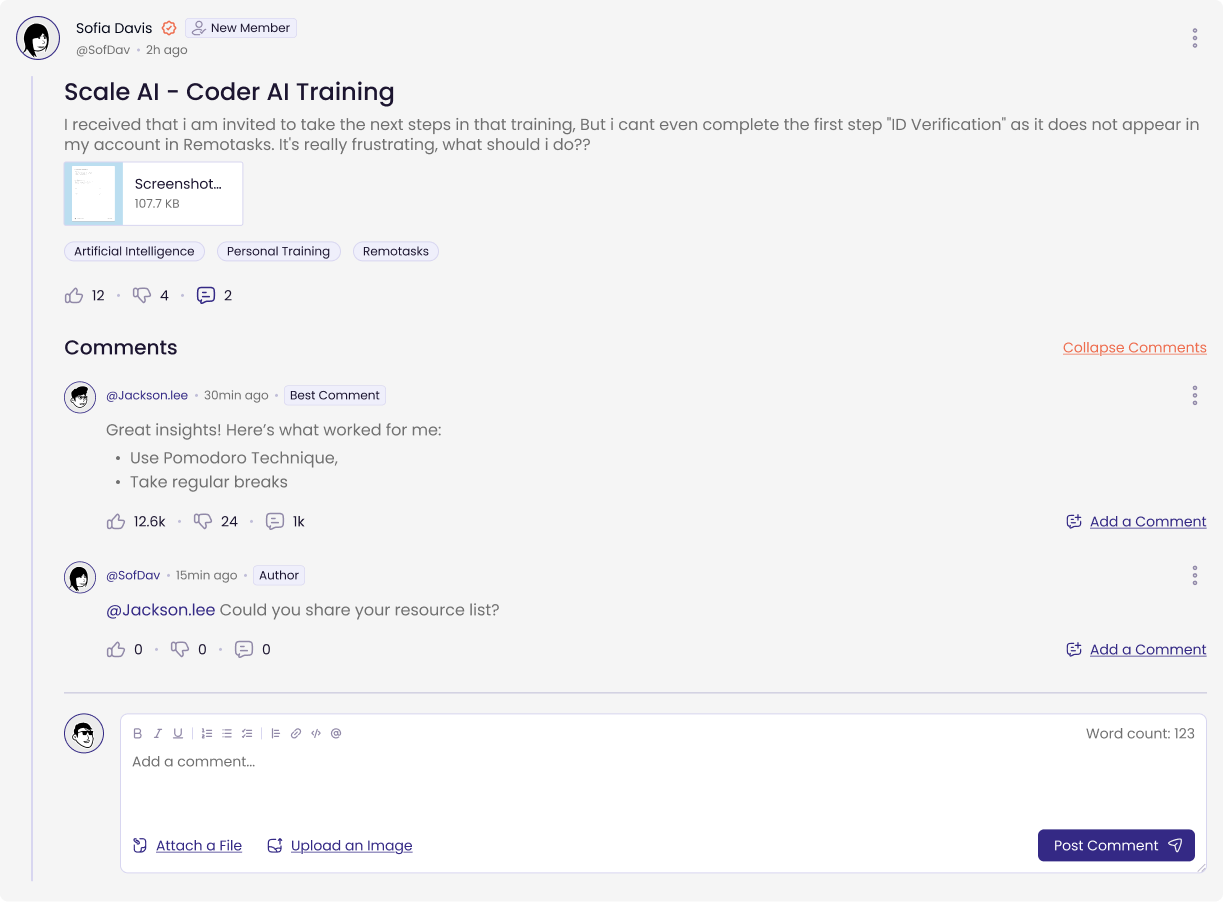 Sofia Davis New Member
@SofDav • 2h ago
Scale AI - Coder AI Training
I received that i am invited to take the next steps in that training, But i cant even complete the first step "ID Verification" as it does not appear in
my account in Remotasks. It's really frustrating, what should i do??
Screenshot...
107.7 KB
Artificial Intelligence Personal Training Remotasks
12 • 4 • 2
Comments Collapse Comments
@Jackson.lee • 30min ago • Best Comment
Great insights! Here’s what worked for me:
• Use Pomodoro Technique,
• Take regular breaks
12.6k • 24 • 1k Add a Comment
@SofDav • 15min ago • Author
@Jackson.lee Could you share your resource list?
0 • 0 • 0 Add a Comment
B I U Word count: 123
Add a comment...
Attach a File Upload an Image Post Comment